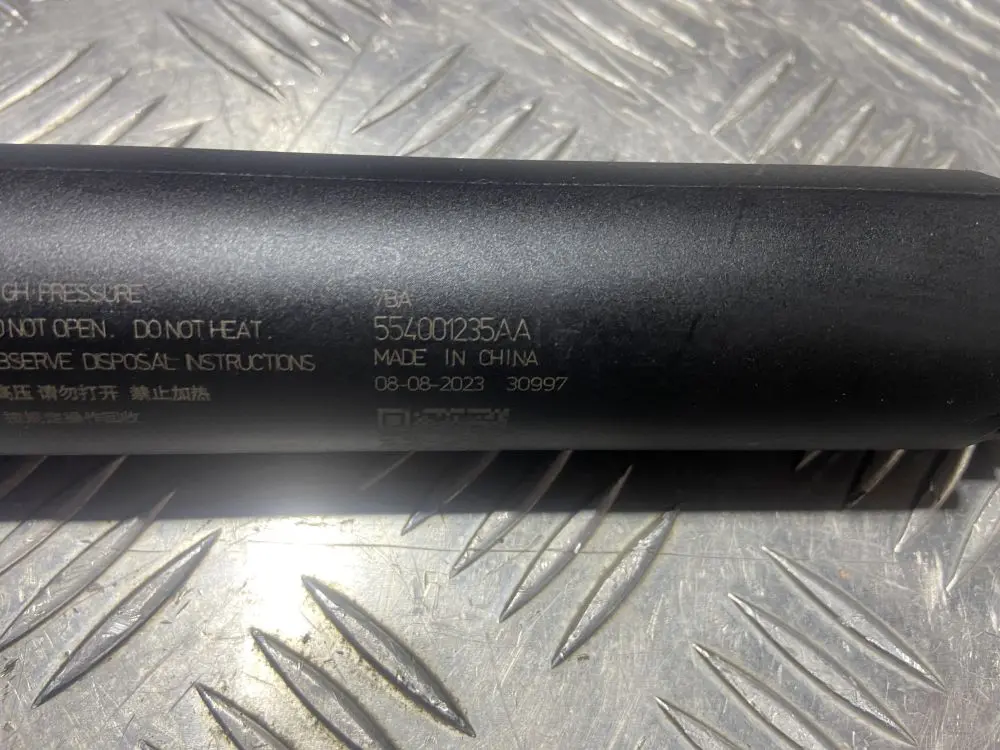 GH PRESSURE
O NOT OPEN. DO NOT HEAT.
BSERVE DISPOSAL INSTRUCTIONS
高压 请勿打开 禁止加热
7BA
554001235AA
MADE IN CHINA
08-08-2023 30997